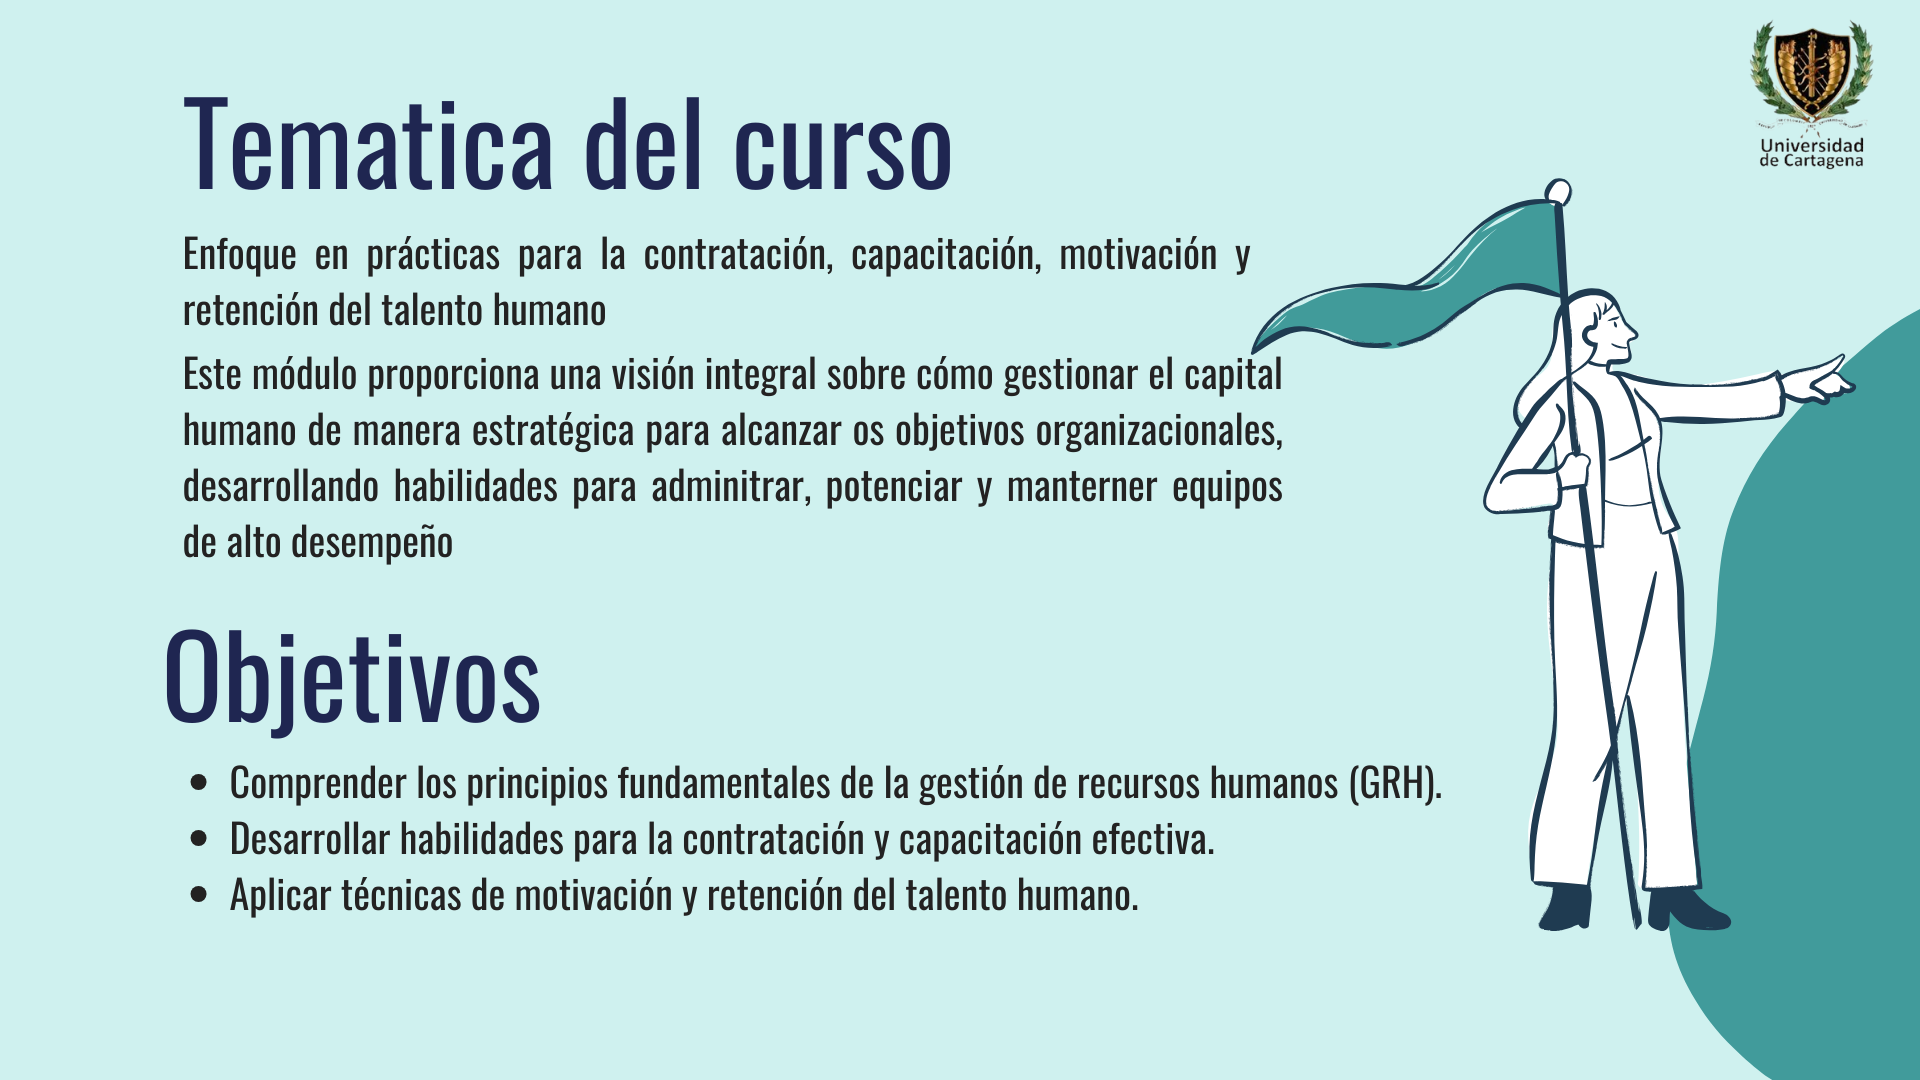 Universidad
de Cartagena
Tematica del curso
Enfoque en prácticas para la contratación, capacitación, motivación y
retención del talento humano
Este módulo proporciona una visión integral sobre cómo gestionar el capital
humano de manera estratégica para alcanzar os objetivos organizacionales,
desarrollando habilidades para adminitrar, potenciar y manterner equipos
de alto desempeño
Objetivos
• Comprender los principios fundamentales de la gestión de recursos humanos (GRH).
• Desarrollar habilidades para la contratación y capacitación efectiva.
• Aplicar técnicas de motivación y retención del talento humano.